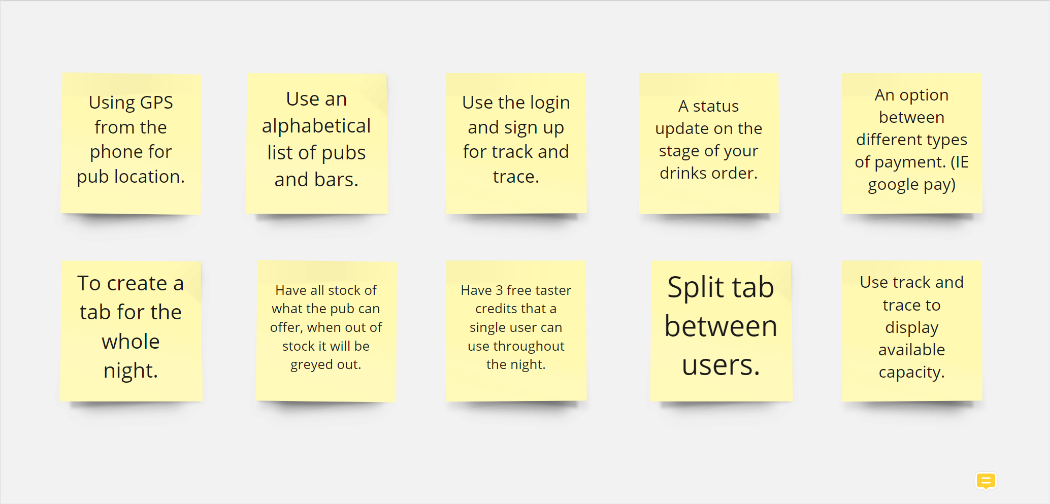 Using GPS
from the
phone for
pub location.
Use an
alphabetical
list of pubs
and bars.
Use the login
and sign up
for track and
trace.
A status
update on the
stage of your
drinks order.
An option
between
different types
of payment. (IE
google pay)
To create a
tab for the
whole
night.
Have all stock of
what the pub can
offer, when out of
stock it will be
greyed out.
Have 3 free taster
credits that a
single user can
use throughout
the night.
Split tab
between
users.
Use track and
trace to
display
available
capacity.